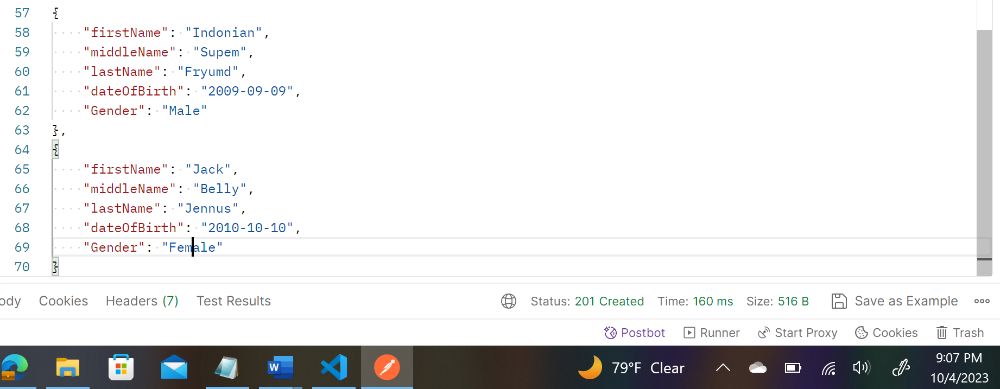 57 {
58 "firstName": "Indonian",
59 "middleName": "Supem",
60 "lastName": "Fryumd",
61 "dateOfBirth": "2009-09-09",
62 "Gender": "Male"
63 },
64 {
65 "firstName": "Jack",
66 "middleName": "Belly",
67 "lastName": "Jennus",
68 "dateOfBirth": "2010-10-10",
69 "Gender": "Female"
70 }
ody Cookies Headers (7) Test Results Status: 201 Created Time: 160 ms Size: 516 B Save as Example
Postbot Runner Start Proxy Cookies Trash
W 79°F Clear 9:07 PM
10/4/2023